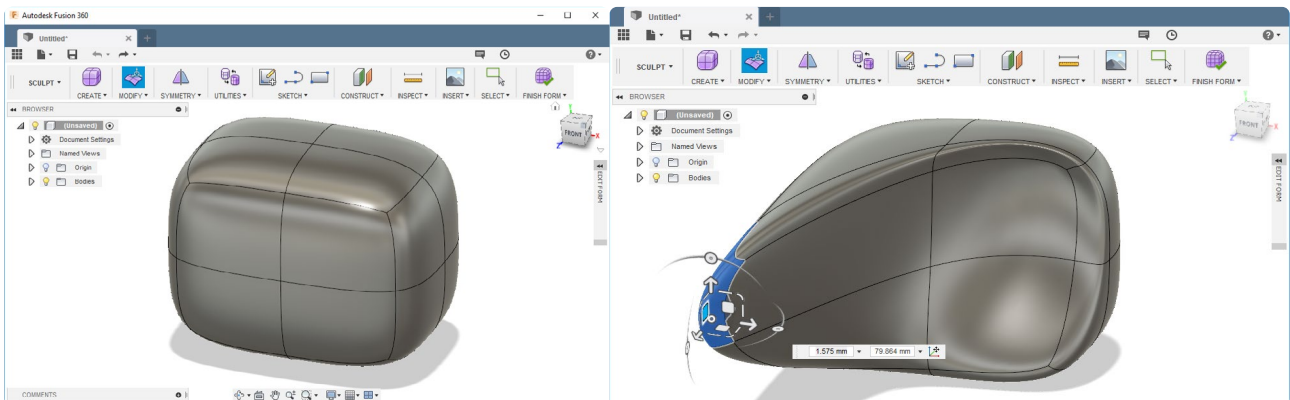 Autodesk Fusion 360
Untitled*
SCULPT
CREATE MODIFY SYMMETRY UTILITIES SKETCH CONSTRUCT INSPECT INSERT SELECT FINISH FORM
BROWSER
(Unsaved)
Document Settings
Named Views
Origin
Bodies
FRONT
X
Y
Z
EDIT FORM
COMMENTS
Untitled*
SCULPT
CREATE MODIFY SYMMETRY UTILITIES SKETCH CONSTRUCT INSPECT INSERT SELECT FINISH FORM
BROWSER
(Unsaved)
Document Settings
Named Views
Origin
Bodies
FRONT
X
Y
Z
EDIT FORM
1.575 mm 79.864 mm